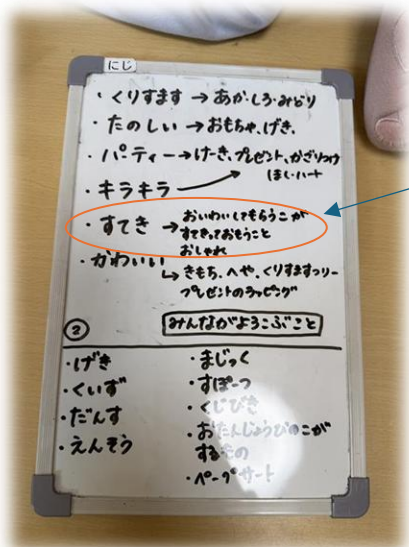 にじ
・くりすます→あか・しろ・みどり
・たのしい→おもちゃ、げき、
・パーティー→けーき、プレゼント、かざりつけ
ほし・ハート
・キラキラ
・すてき→おいわいしてもらうこが
すてきっておもうこと
おしゃれ
・かわいい
↳きもち、へや、くりすますつりー
プレゼントのラッピング
②
みんながよろこぶこと
・げき
・くいず
・だんす
・えんそう
・まじっく
・すぽーつ
・くじびき
・おたんじょうびのこが
するもの
・ペープサート